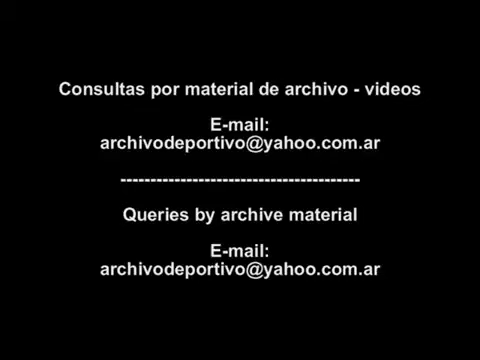 Consultas por material de archivo - videos
E-mail:
archivodeportivo@yahoo.com.ar
----------------------------------------
Queries by archive material
E-mail:
archivodeportivo@yahoo.com.ar